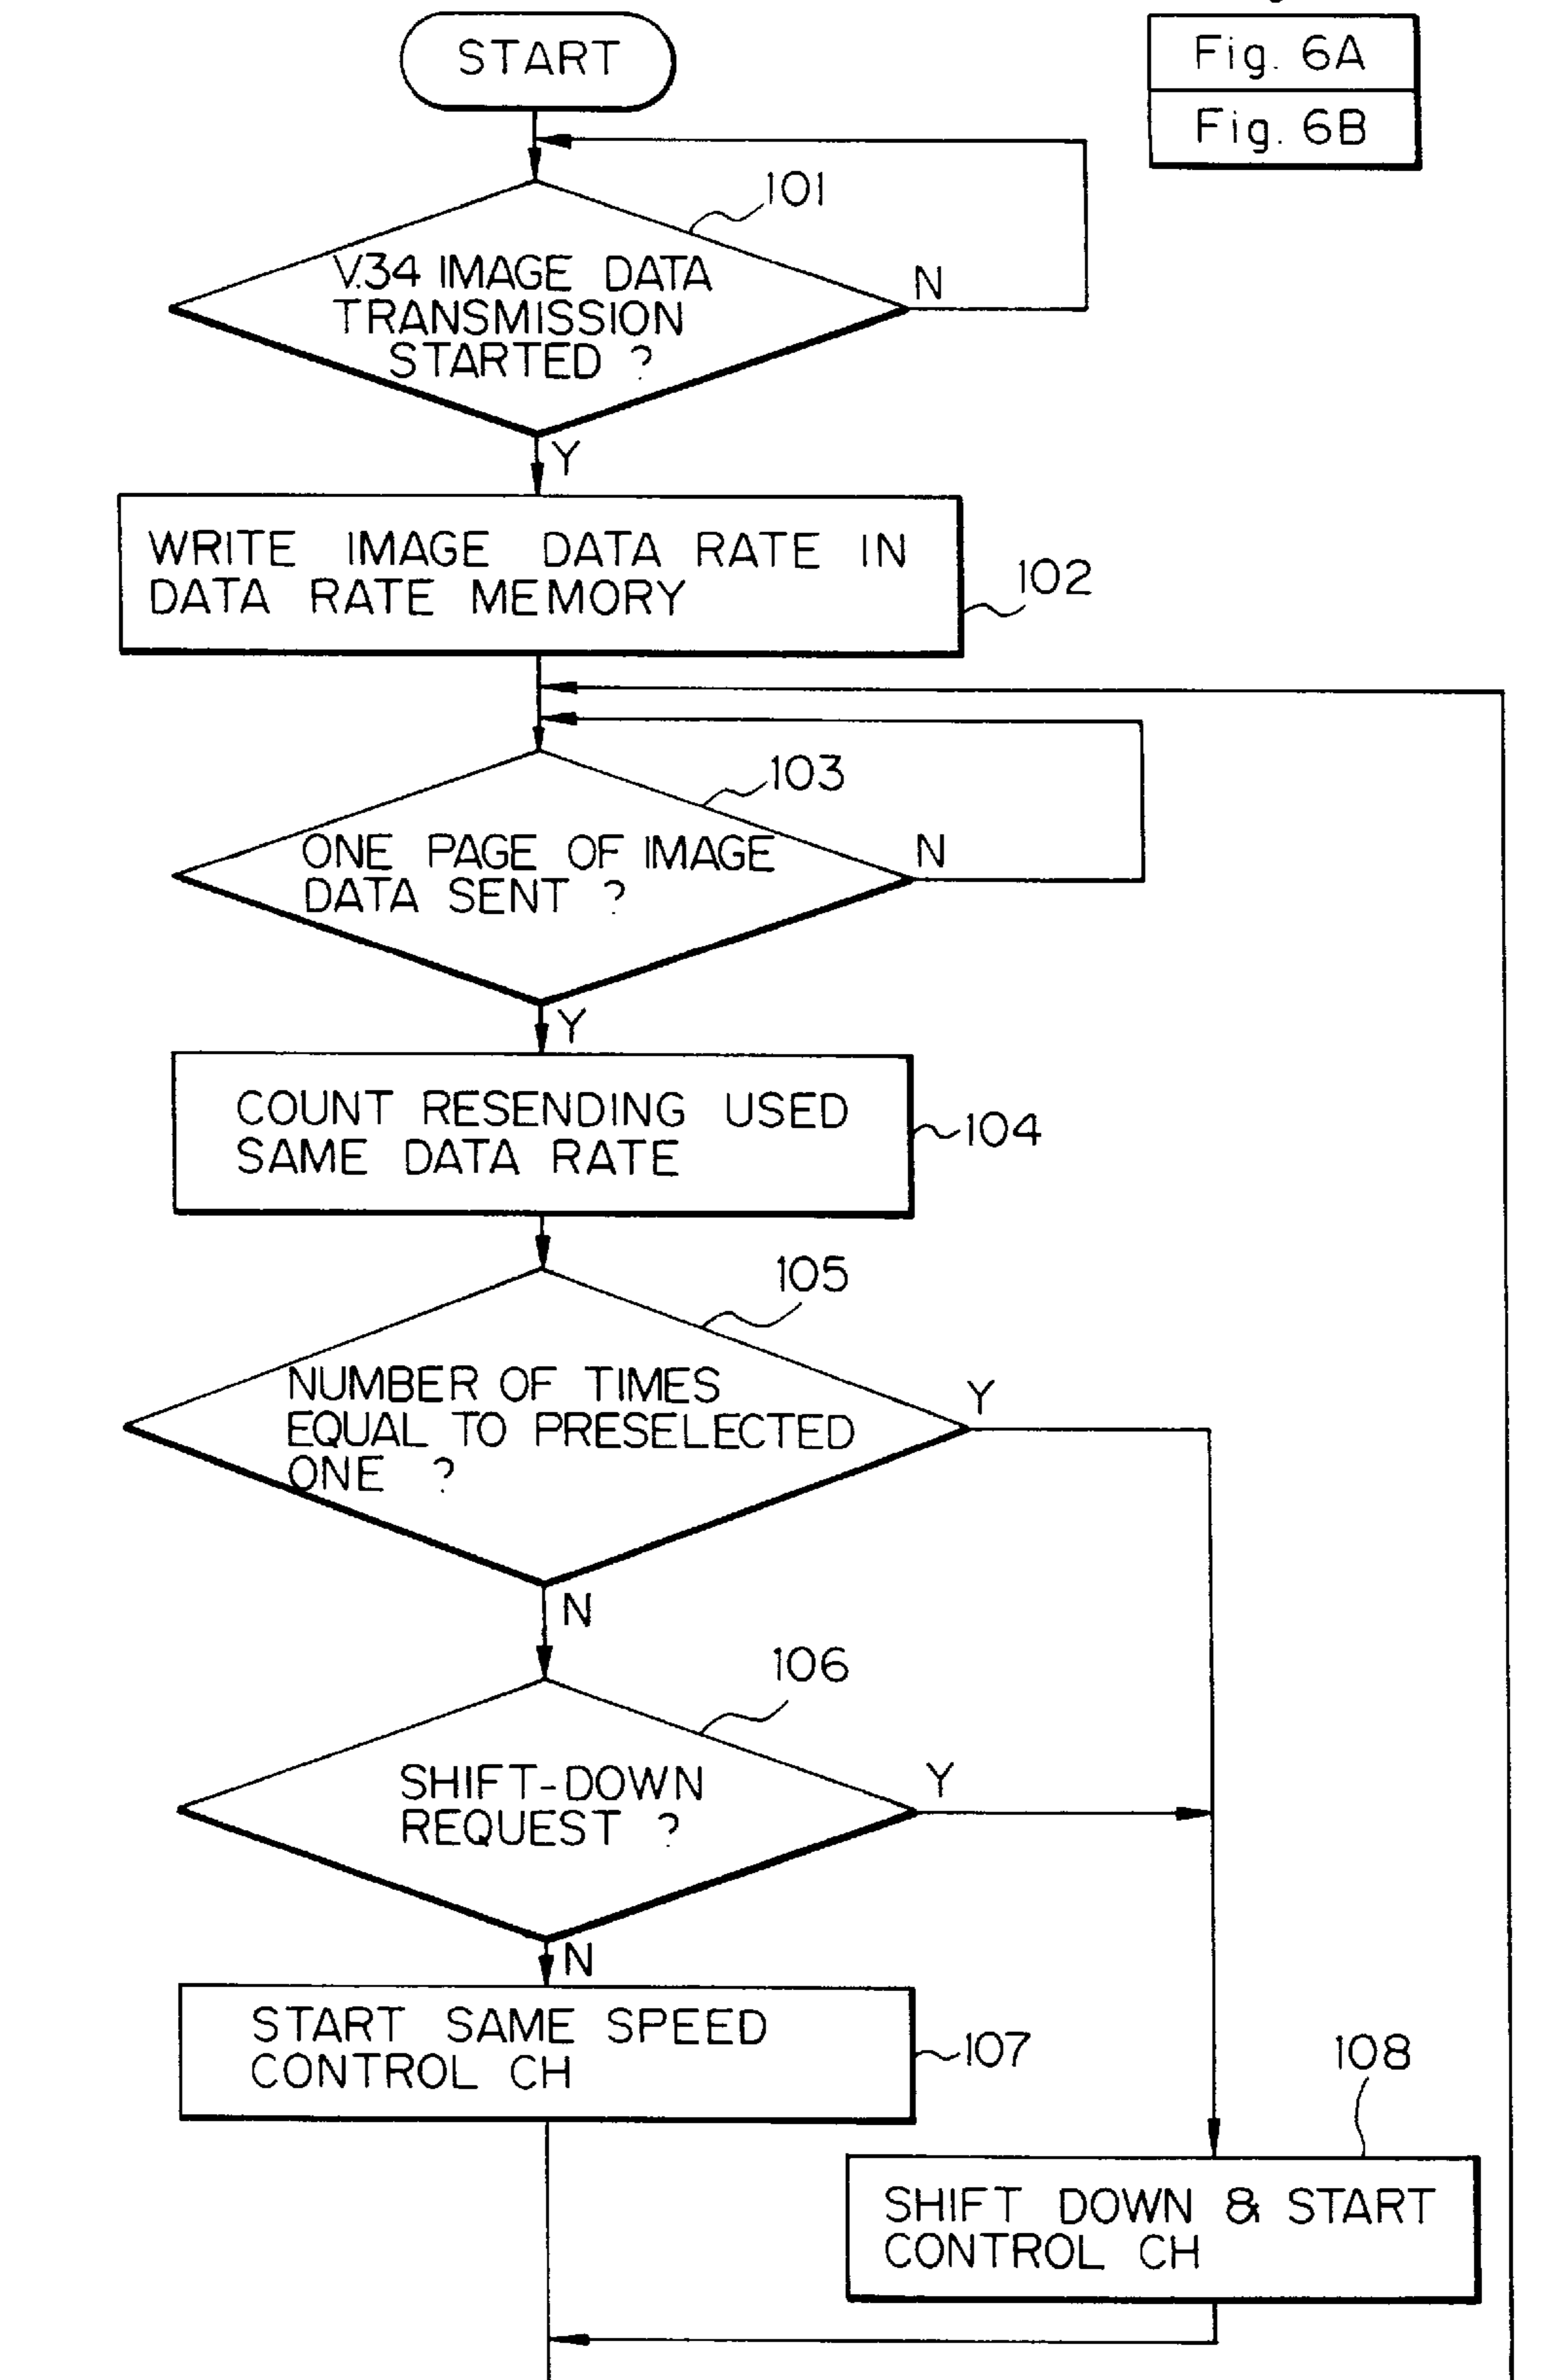 START
Fig. 6A
Fig. 6B
101
V.34 IMAGE DATA
TRANSMISSION
STARTED ?
N
Y
WRITE IMAGE DATA RATE IN
DATA RATE MEMORY
102
103
ONE PAGE OF IMAGE
DATA SENT ?
N
Y
COUNT RESENDING USED
SAME DATA RATE
104
105
NUMBER OF TIMES
EQUAL TO PRESELECTED
ONE ?
Y
N
106
SHIFT-DOWN
REQUEST ?
Y
N
START SAME SPEED
CONTROL CH
107
108
SHIFT DOWN & START
CONTROL CH